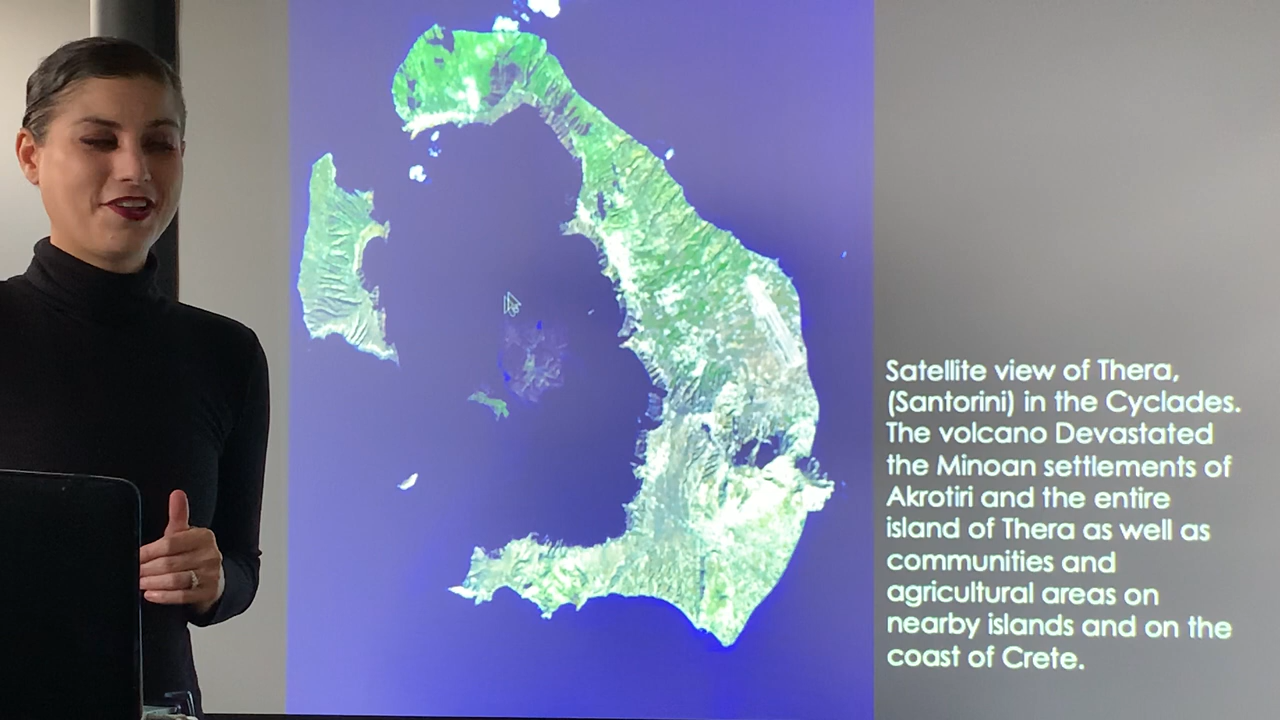 Satellite view of Thera,
(Santorini) in the Cyclades.
The volcano Devastated
the Minoan settlements of
Akrotiri and the entire
island of Thera as well as
communities and
agricultural areas on
nearby islands and on the
coast of Crete.